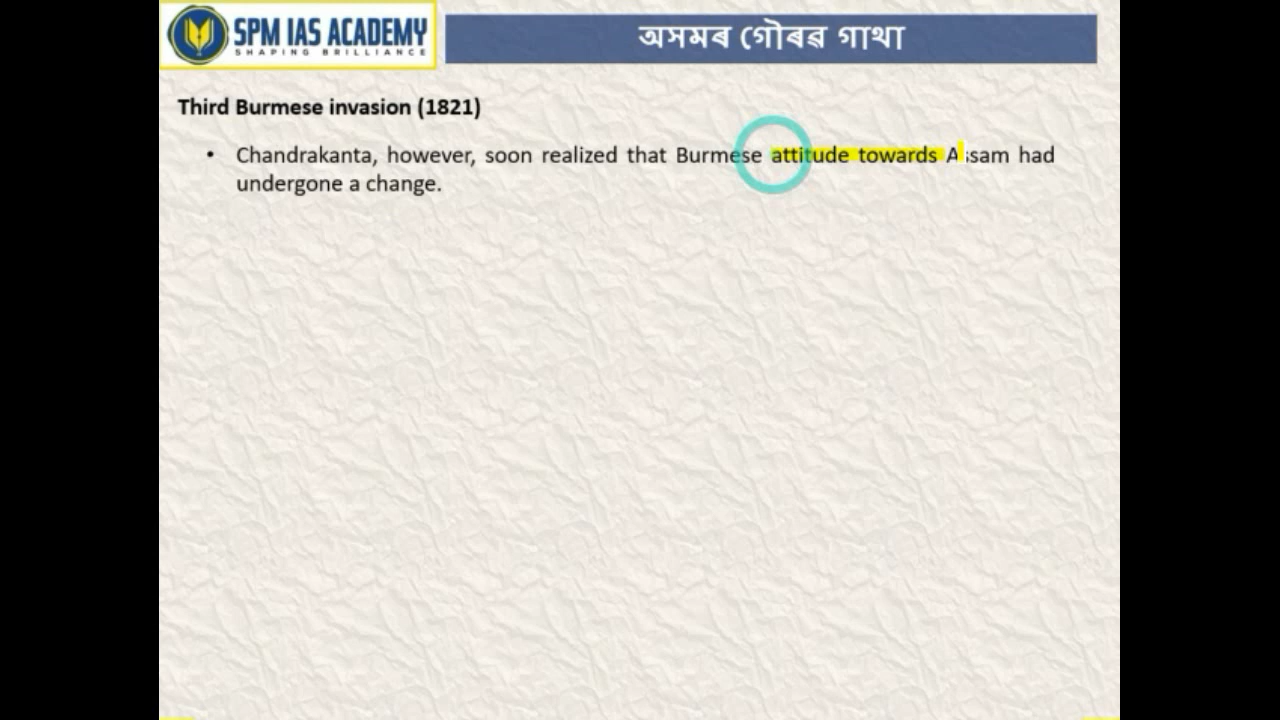 SPM IAS ACADEMY
SHAPING BRILLIANCE
অসমৰ গৌৰৱ গাথা
Third Burmese invasion (1821)
• Chandrakanta, however, soon realized that Burmese attitude towards Assam had
undergone a change.